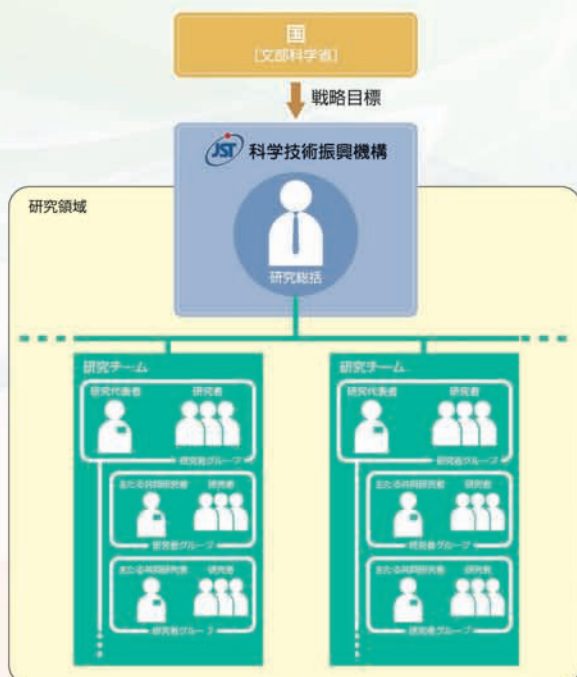 国
[文部科学省]
戦略目標
JST 科学技術振興機構
研究領域
研究総括
研究チーム
研究代表者 研究者
研究者グループ
主たる共同研究者 研究者
研究者グループ
主たる共同研究者 研究者
研究者グループ
研究チーム
研究代表者 研究者
研究者グループ
主たる共同研究者 研究者
研究者グループ
主たる共同研究者 研究者
研究者グループ